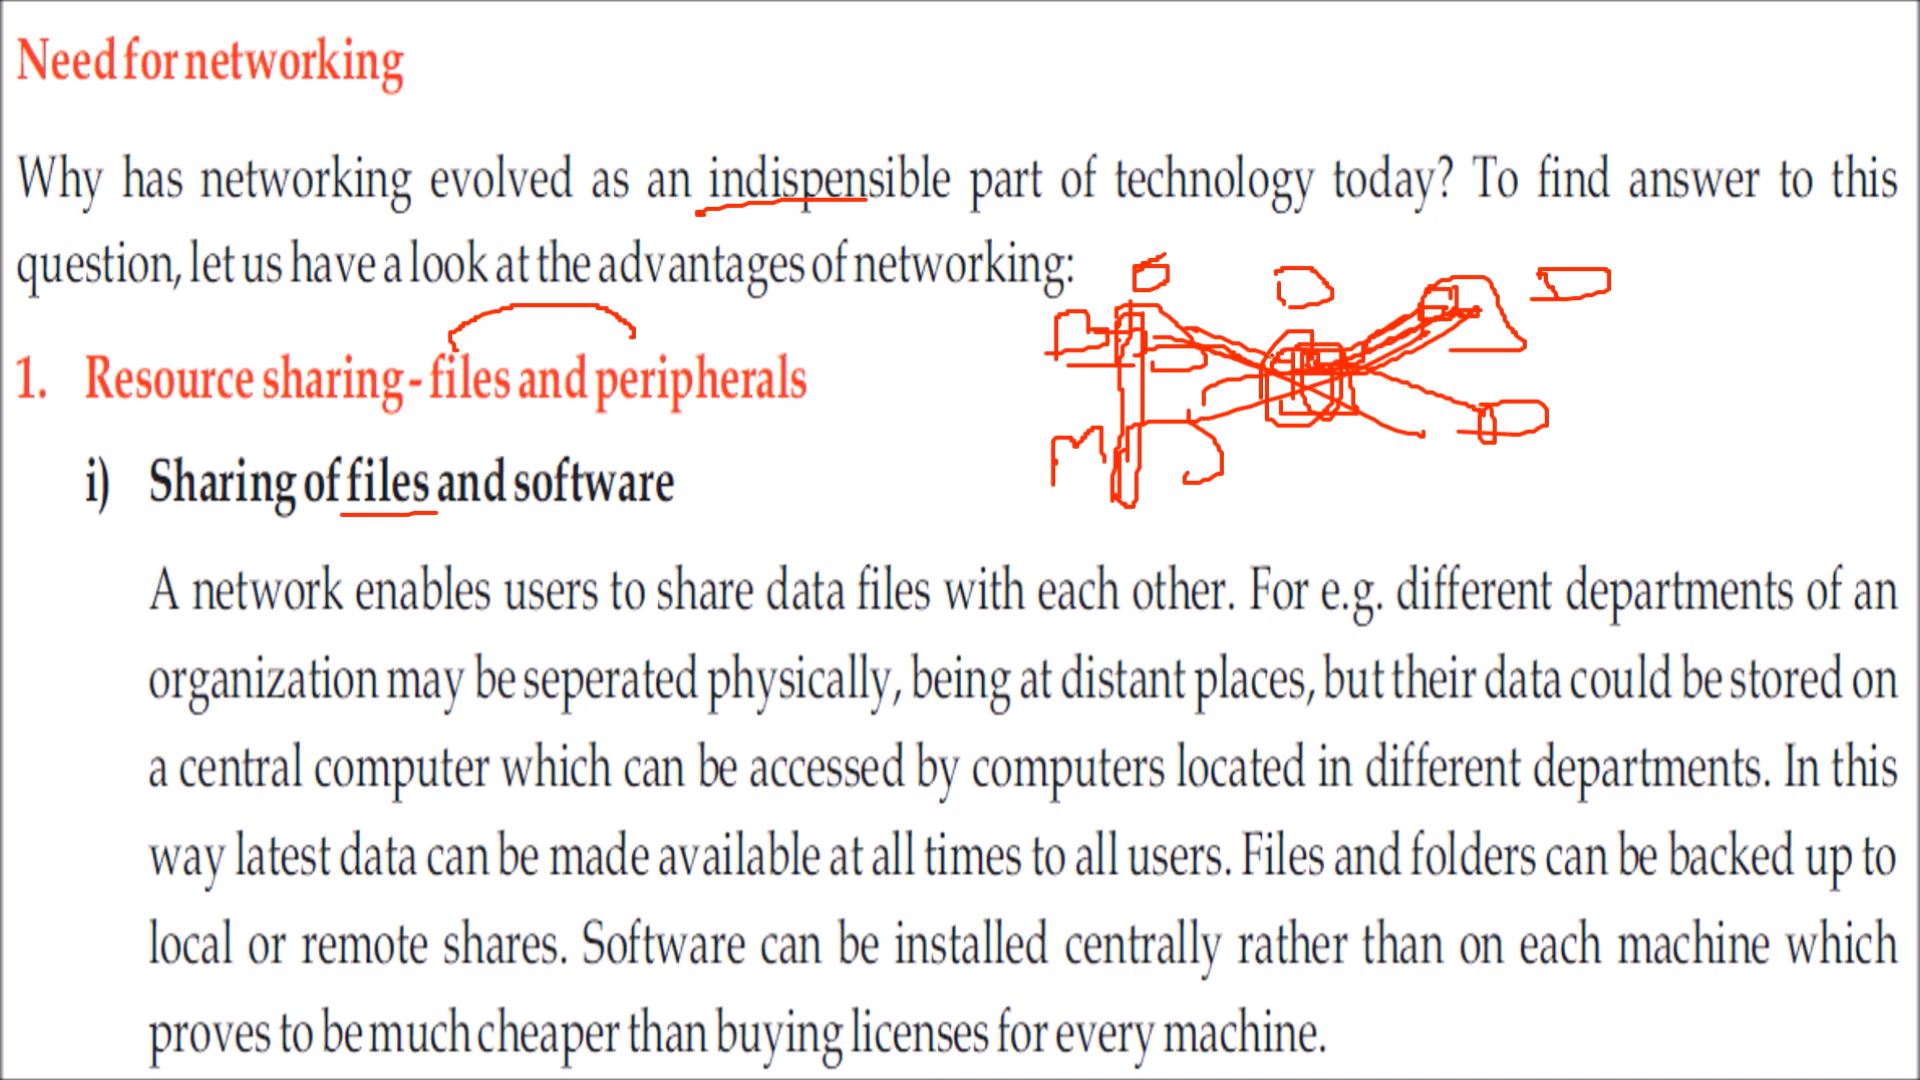 Need for networking
Why has networking evolved as an indispensible part of technology today? To find answer to this
question, let us have a look at the advantages of networking:
1. Resource sharing - files and peripherals
i) Sharing of files and software
A network enables users to share data files with each other. For e.g. different departments of an
organization may be seperated physically, being at distant places, but their data could be stored on
a central computer which can be accessed by computers located in different departments. In this
way latest data can be made available at all times to all users. Files and folders can be backed up to
local or remote shares. Software can be installed centrally rather than on each machine which
proves to be much cheaper than buying licenses for every machine.